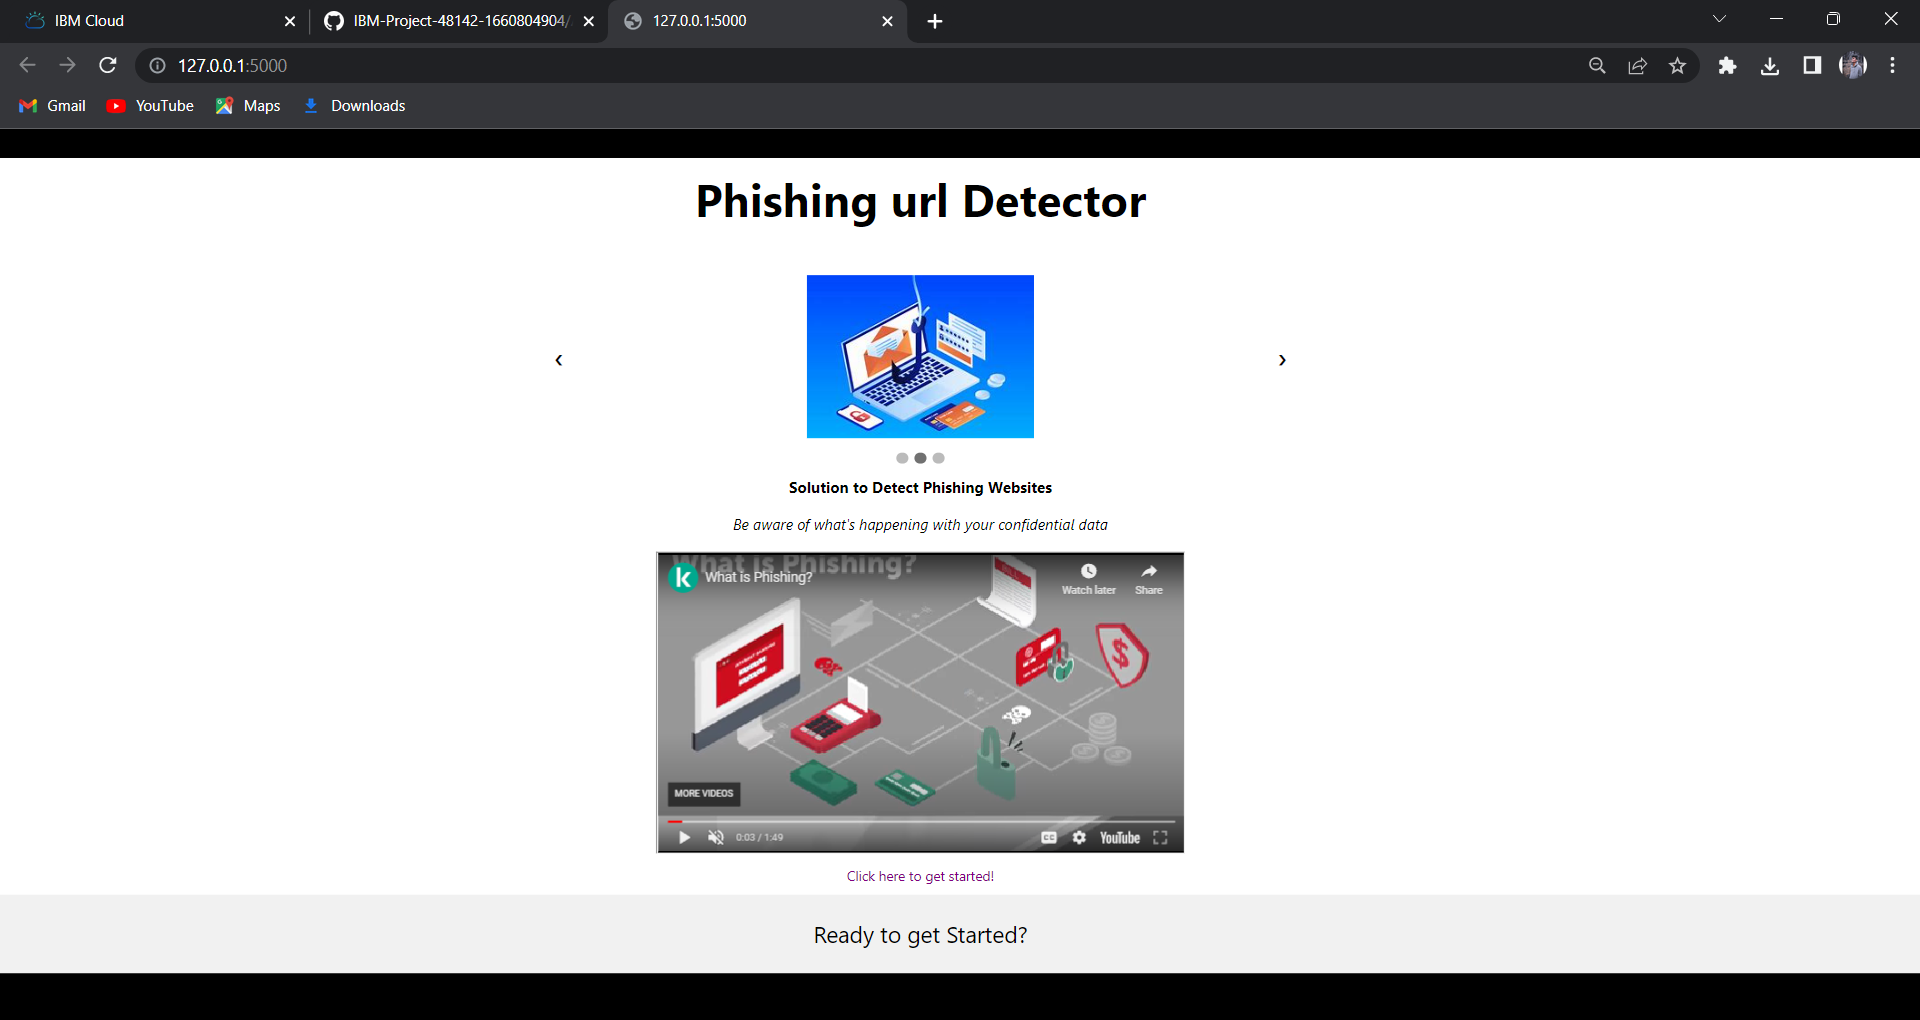 IBM Cloud
IBM-Project-48142-1660804904/
127.0.0.1:5000
127.0.0.1:5000
Gmail
YouTube
Maps
Downloads
Phishing url Detector
‹
›
Solution to Detect Phishing Websites
Be aware of what's happening with your confidential data
What is Phishing?
k
What is Phishing?
Watch later
Share
MORE VIDEOS
0:03 / 1:49
CC
YouTube
Click here to get started!
Ready to get Started?